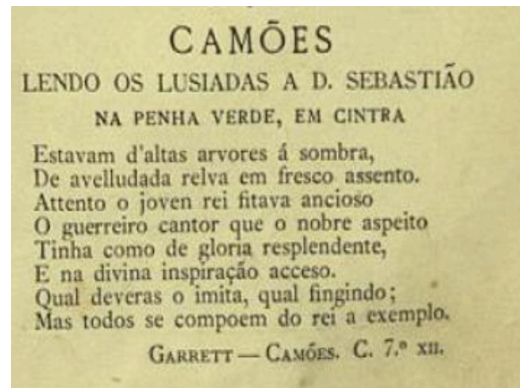 CAMÕES
LENDO OS LUSIADAS A D. SEBASTIÃO
NA PENHA VERDE, EM CINTRA
Estavam d'altas arvores á sombra,
De avelludada relva em fresco assento.
Attento o joven rei fitava ancioso
O guerreiro cantor que o nobre aspeito
Tinha como de gloria resplendente,
E na divina inspiração acceso.
Qual deveras o imita, qual fingindo;
Mas todos se compoem do rei a exemplo.
GARRETT — CAMÕES. C. 7.º XII.